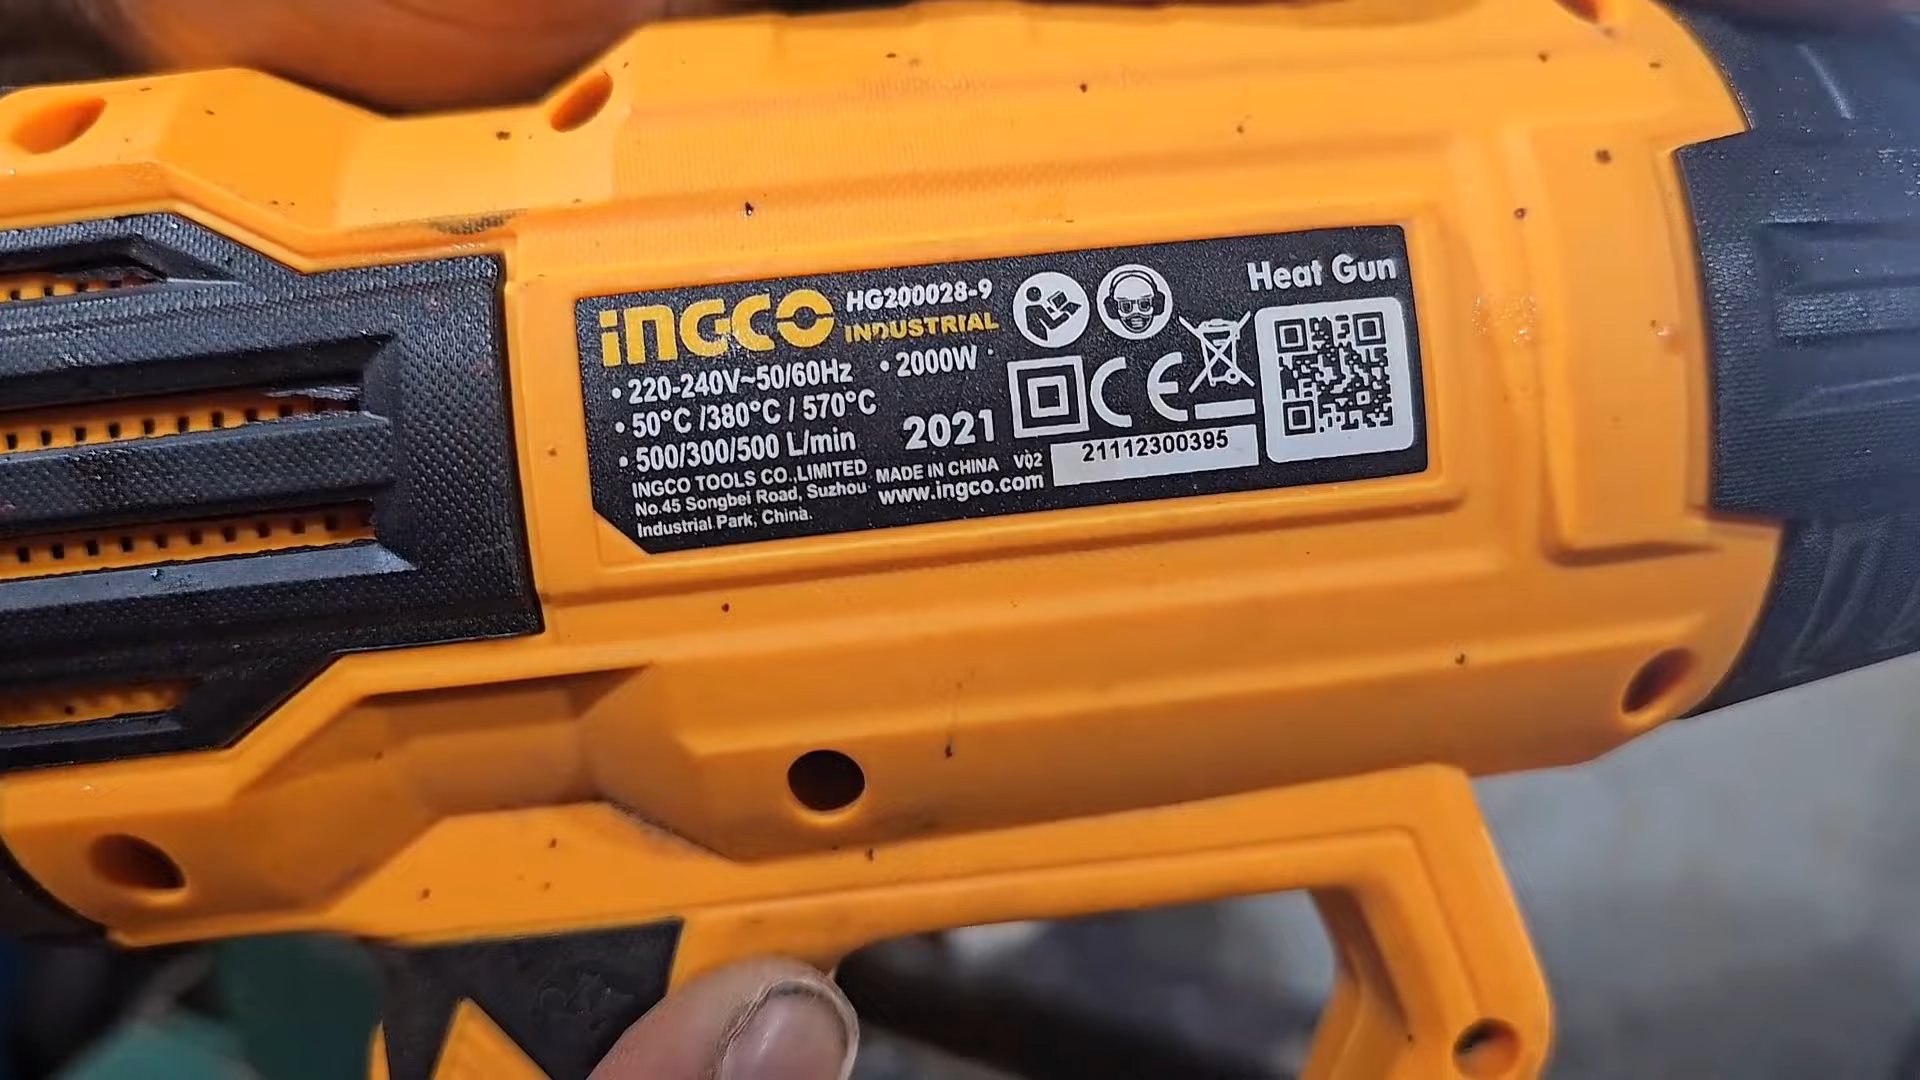 iNGCO HG200028-9
INDUSTRIAL
Heat Gun
• 220-240V~50/60Hz • 2000W
• 50°C /380°C / 570°C
• 500/300/500 L/min
2021
INGCO TOOLS CO.,LIMITED
No.45 Songbei Road, Suzhou
Industrial Park, China.
MADE IN CHINA V02
www.ingco.com
CE
21112300395